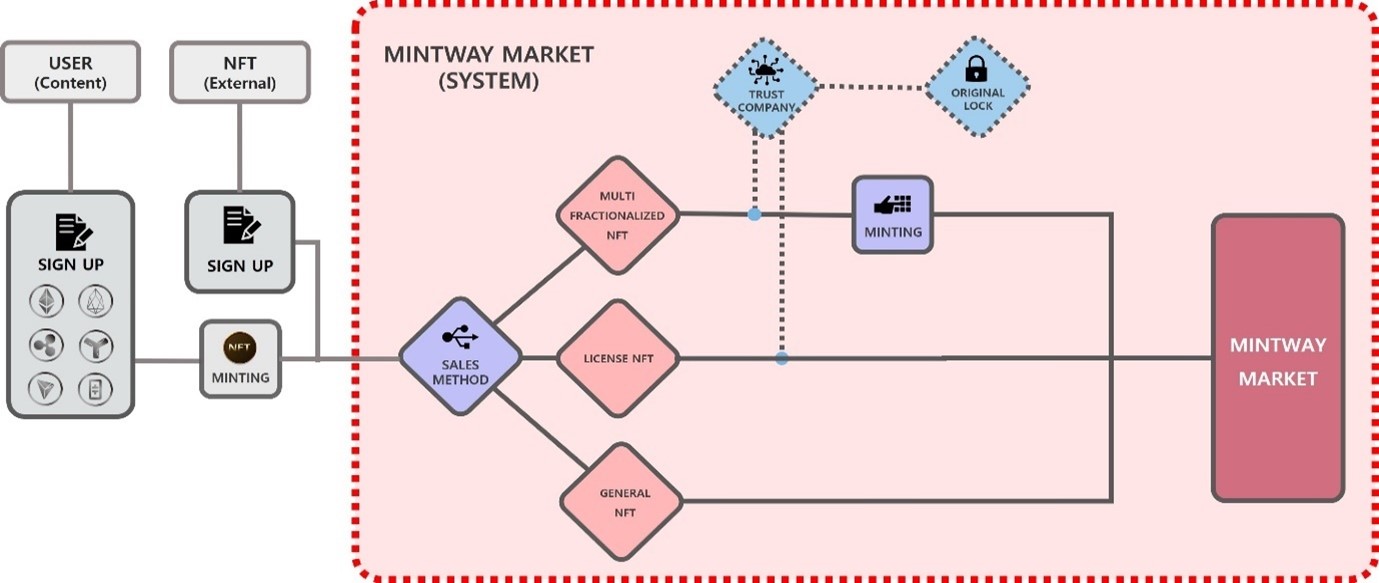 USER
(Content)
NFT
(External)
MINTWAY MARKET
(SYSTEM)
TRUST
COMPANY
ORIGINAL
LOCK
SIGN UP
SIGN UP
NFT
MINTING
SALES
METHOD
MULTI
FRACTIONALIZED
NFT
MINTING
LICENSE NFT
GENERAL
NFT
MINTWAY
MARKET